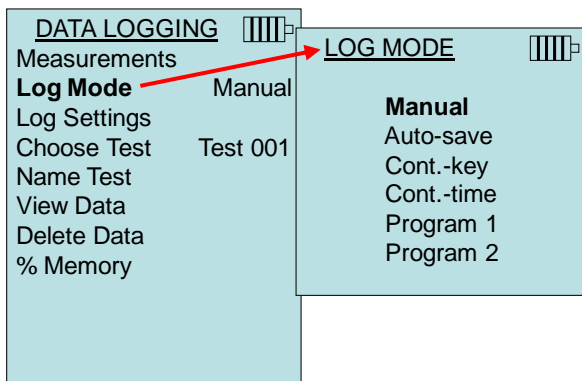 DATA LOGGING
Measurements
Log Mode Manual
Log Settings
Choose Test Test 001
Name Test
View Data
Delete Data
% Memory
LOG MODE
Manual
Auto-save
Cont.-key
Cont.-time
Program 1
Program 2